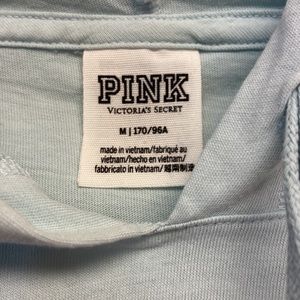 PINK
VICTORIA'S SECRET
M | 170/96A
made in vietnam/fabriqué au
vietnam/hecho en vietnam/
fabbricato in vietnam/越南制造